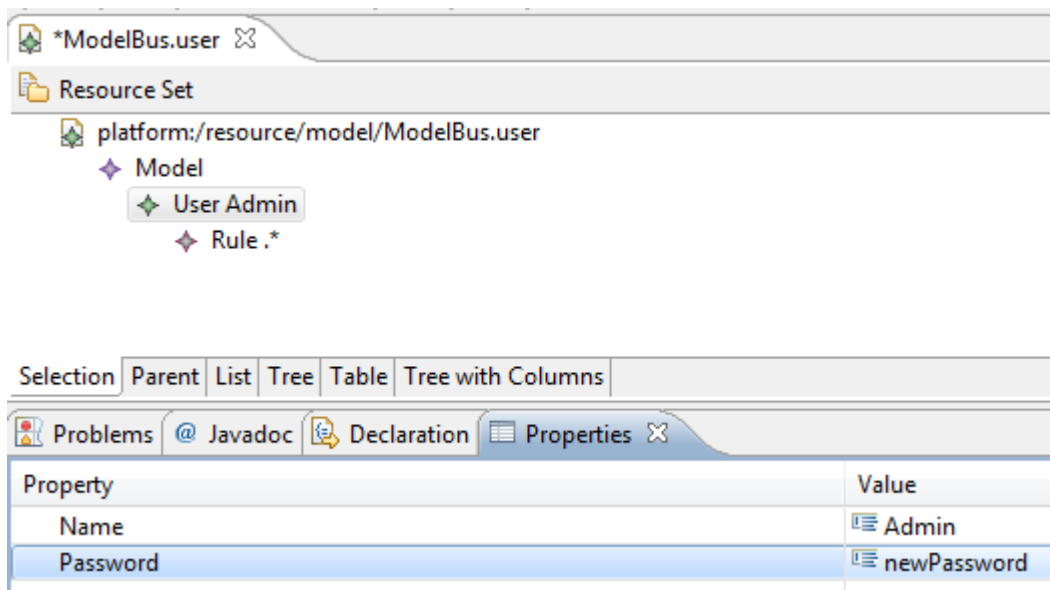 *ModelBus.user
Resource Set
platform:/resource/model/ModelBus.user
Model
User Admin
Rule .*
Selection Parent List Tree Table Tree with Columns
Problems @ Javadoc Declaration Properties
Property Value
Name Admin
Password newPassword